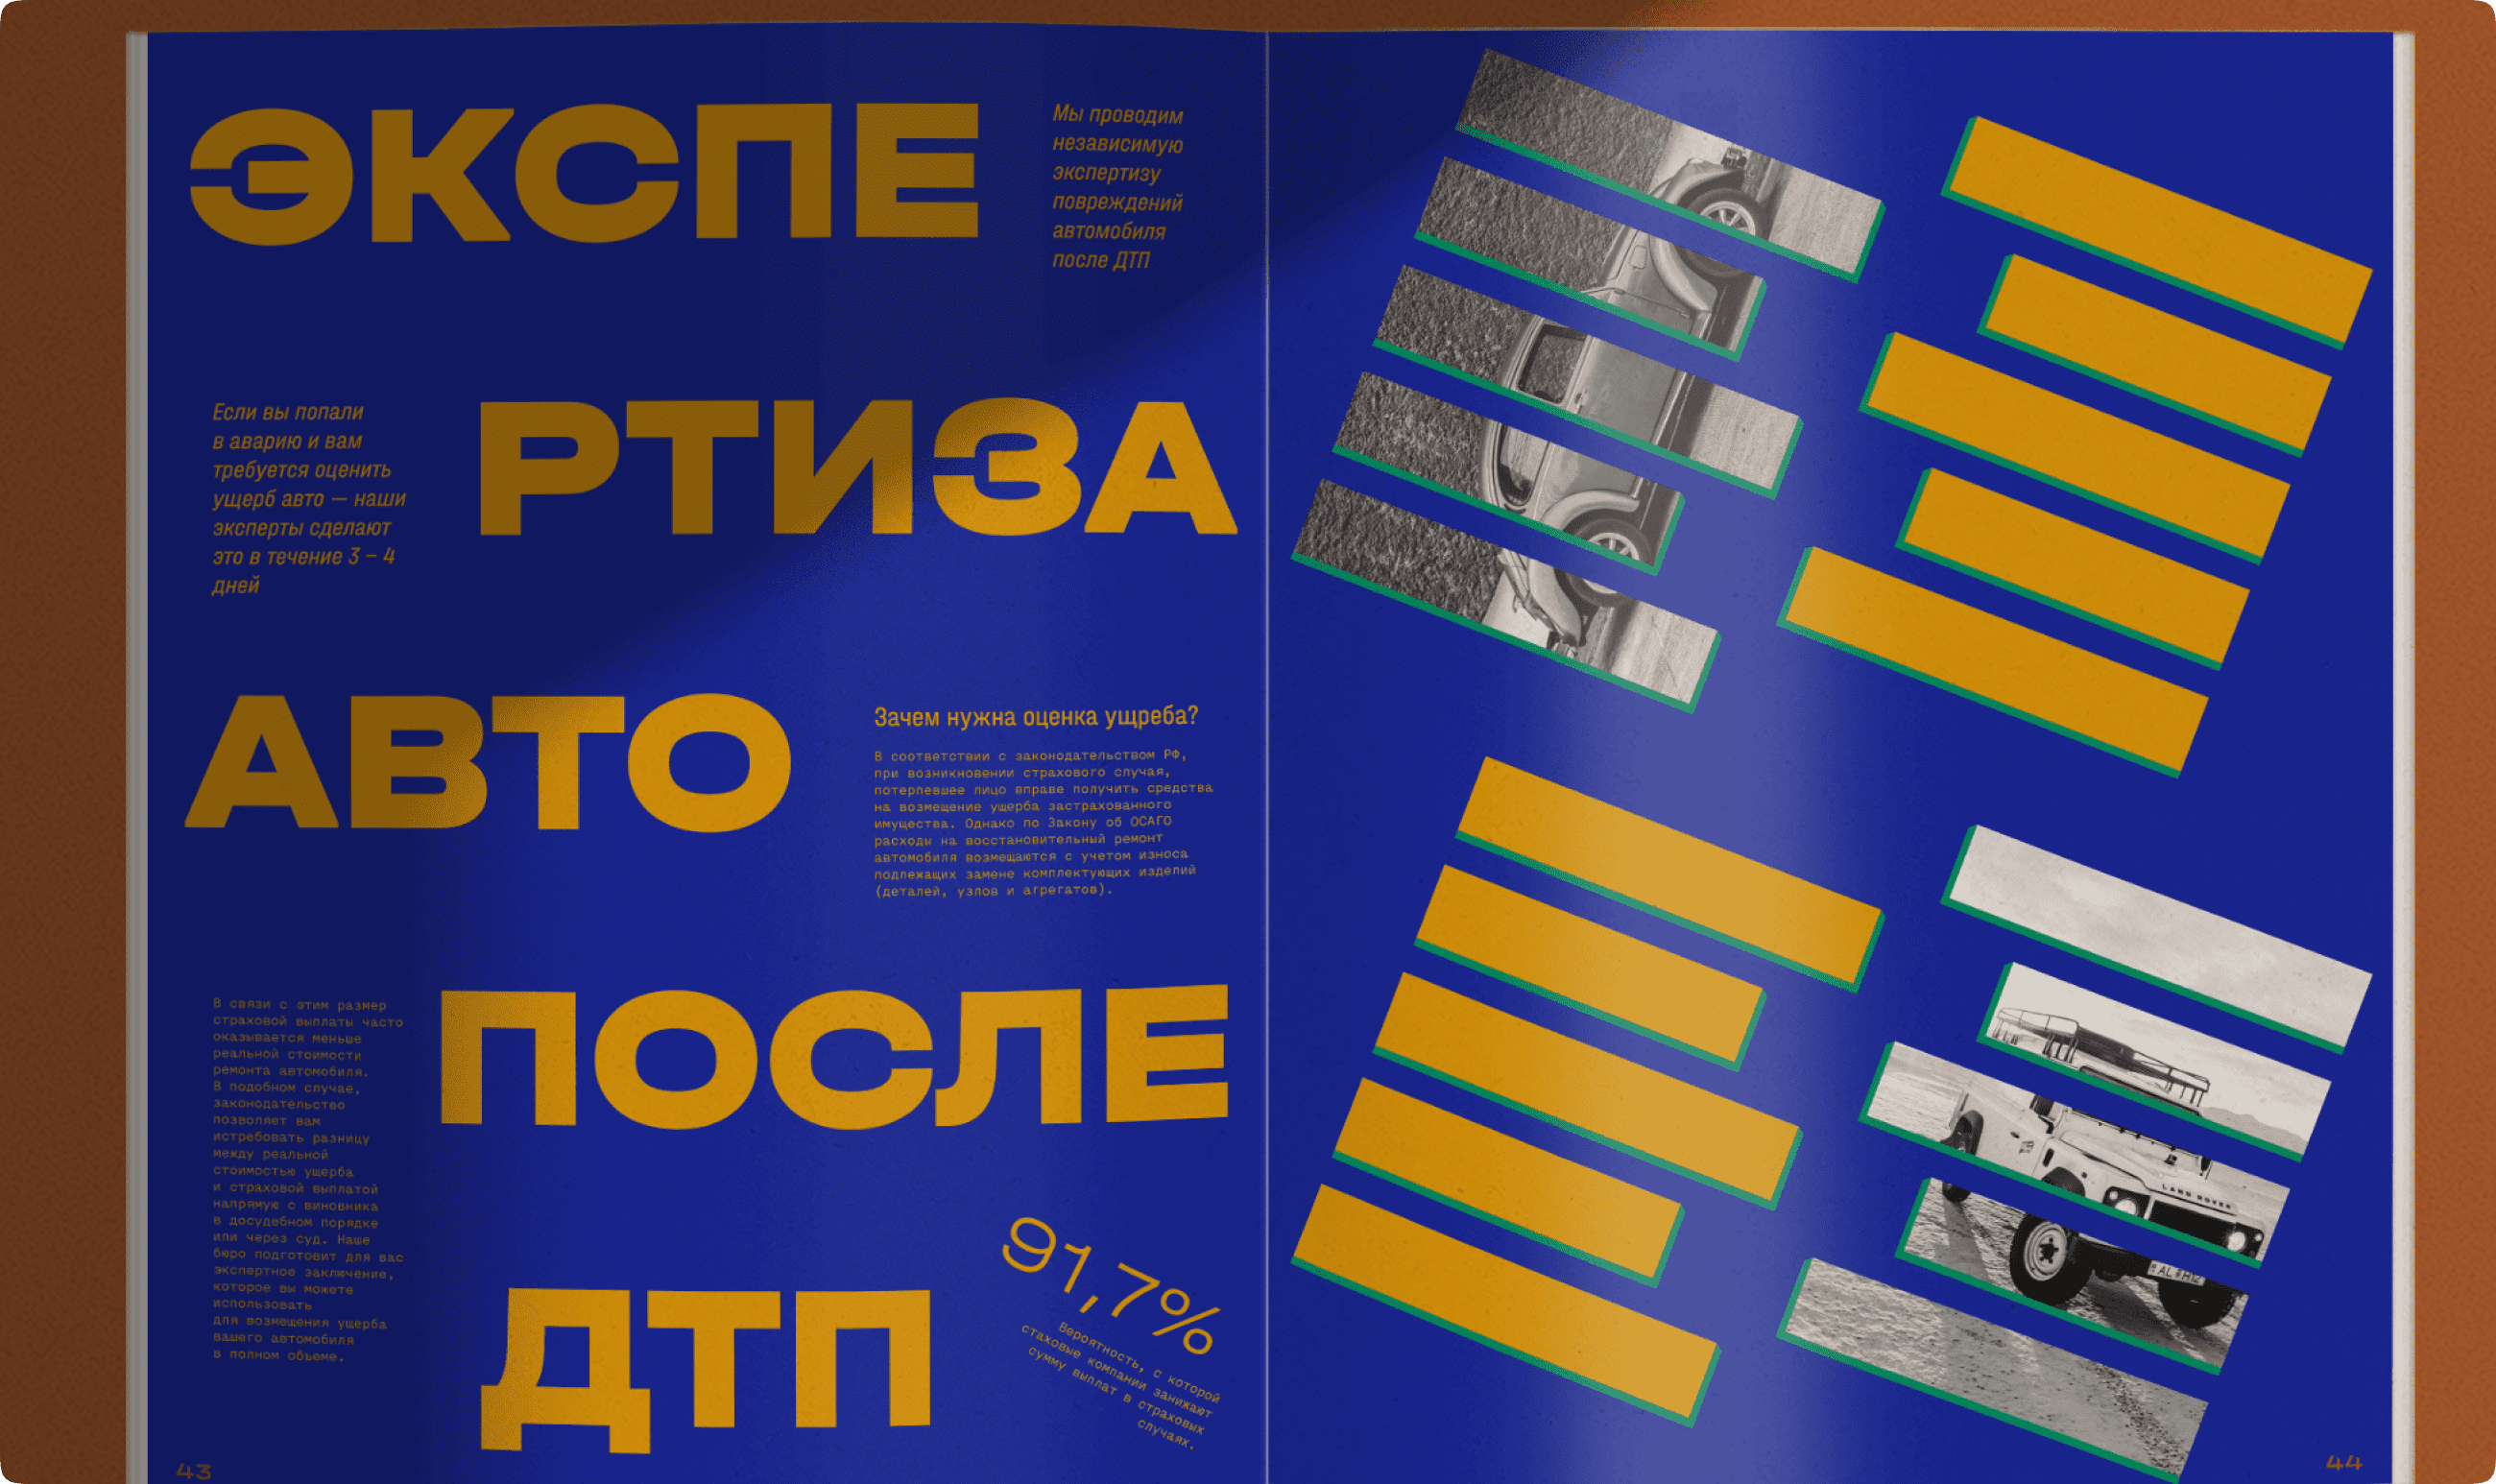 ЭКСПЕ
Мы проводим
независимую
экспертизу
повреждений
автомобиля
после ДТП
Если вы попали
в аварию и вам
требуется оценить
ущерб авто — наши
эксперты сделают
это в течение 3 – 4
дней
РТИЗА
АВТО
Зачем нужна оценка ущреба?
В соответствии с законодательством РФ,
при возникновении страхового случая,
потерпевшее лицо вправе получить средства
на возмещение ущерба застрахованного
имущества. Однако по Закону об ОСАГО
расходы на восстановительный ремонт
автомобиля возмещаются с учетом износа
подлежащих замене комплектующих изделий
(деталей, узлов и агрегатов).
В связи с этим размер
страховой выплаты часто
оказывается меньше
реальной стоимости
ремонта автомобиля.
В подобном случае,
законодательство
позволяет вам
истребовать разницу
между реальной
стоимостью ущерба
и страховой выплатой
напрямую с виновника
в досудебном порядке
или через суд. Наше
бюро подготовит для вас
экспертное заключение,
которое вы можете
использовать
для возмещения ущерба
вашего автомобиля
в полном объеме.
ПОСЛЕ
ДТП
91,7%
Вероятность, с которой
стаховые компании занижают
сумму выплат в страховых
случаях.
43
LAND ROVER
44